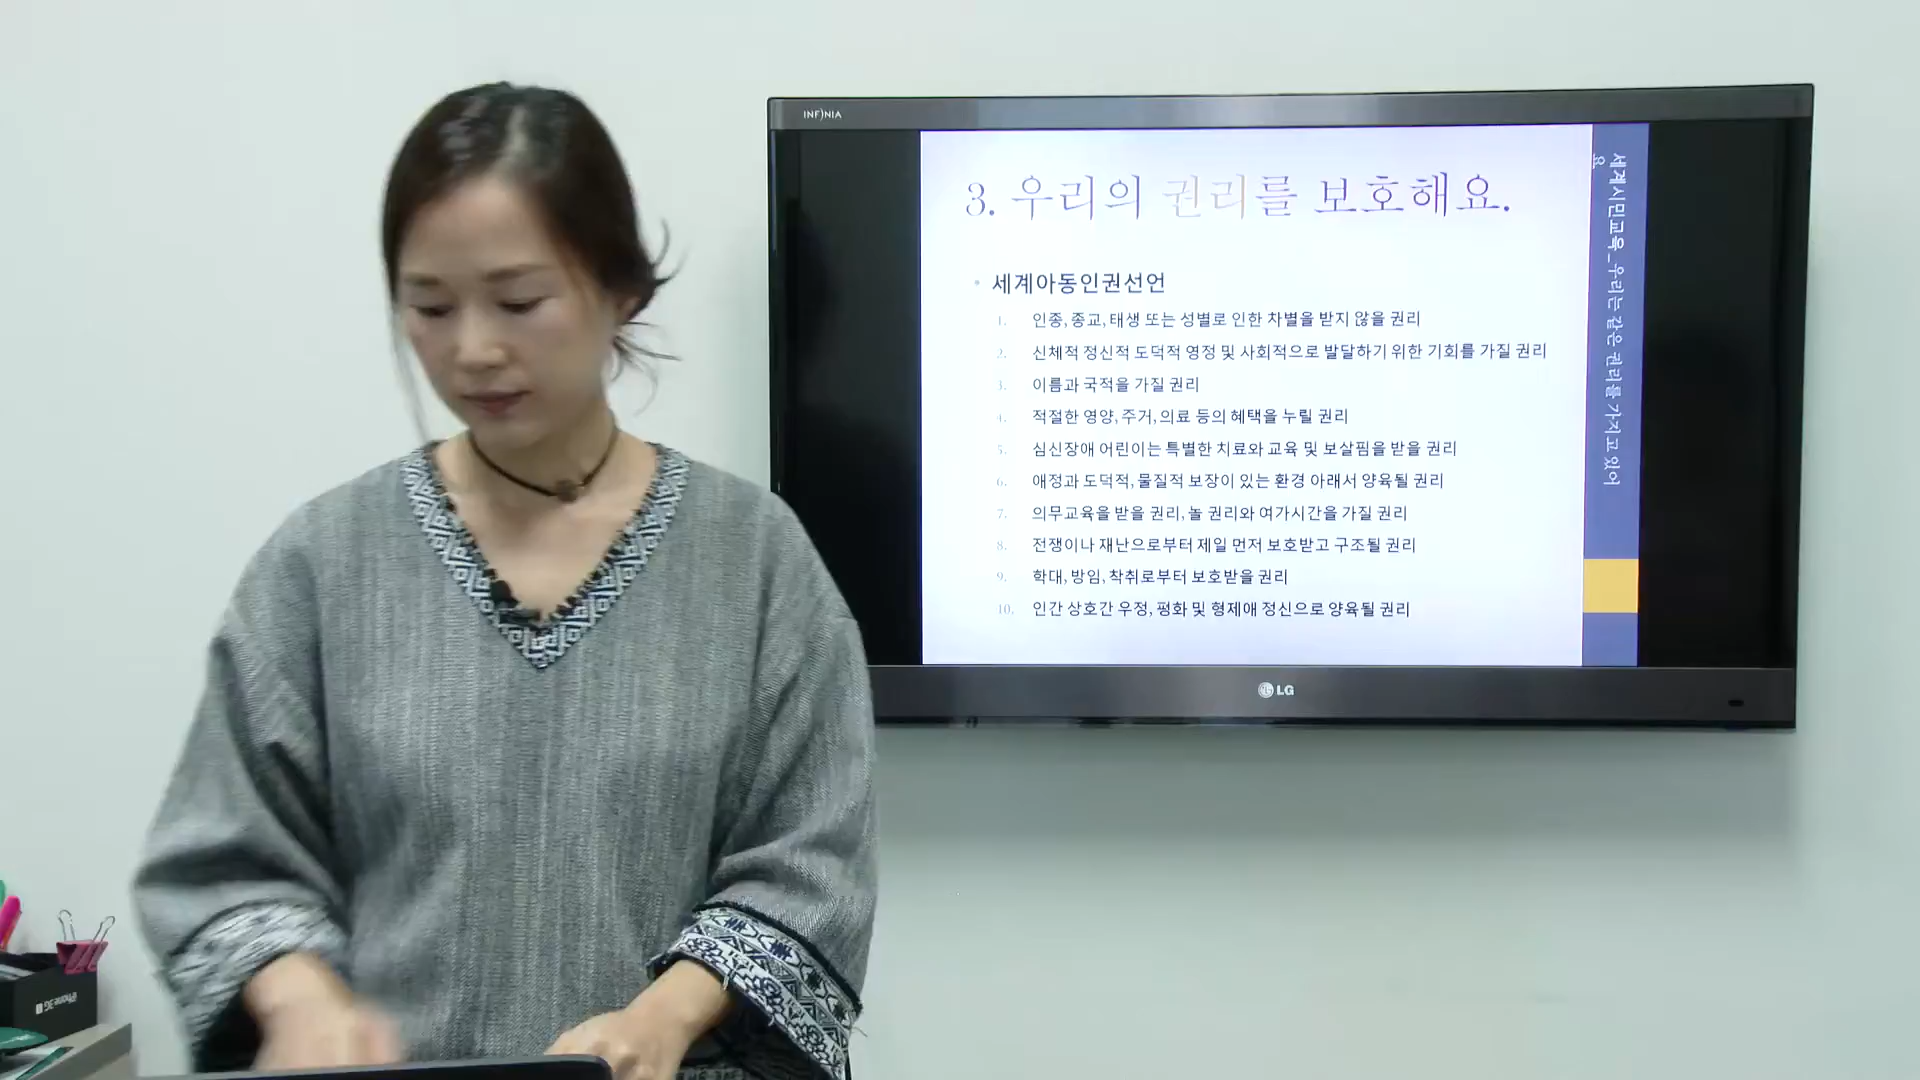 INFINIA
3. 우리의 권리를 보호해요.
• 세계아동인권선언
1. 인종, 종교, 태생 또는 성별로 인한 차별을 받지 않을 권리
2. 신체적 정신적 도덕적 영정 및 사회적으로 발달하기 위한 기회를 가질 권리
3. 이름과 국적을 가질 권리
4. 적절한 영양, 주거, 의료 등의 혜택을 누릴 권리
5. 심신장애 어린이는 특별한 치료와 교육 및 보살핌을 받을 권리
6. 애정과 도덕적, 물질적 보장이 있는 환경 아래서 양육될 권리
7. 의무교육을 받을 권리, 놀 권리와 여가시간을 가질 권리
8. 전쟁이나 재난으로부터 제일 먼저 보호받고 구조될 권리
9. 학대, 방임, 착취로부터 보호받을 권리
10. 인간 상호간 우정, 평화 및 형제애 정신으로 양육될 권리
세계시민교육_우리는 같은 권리를 가지고 있어
요
LG
iPhone 3G